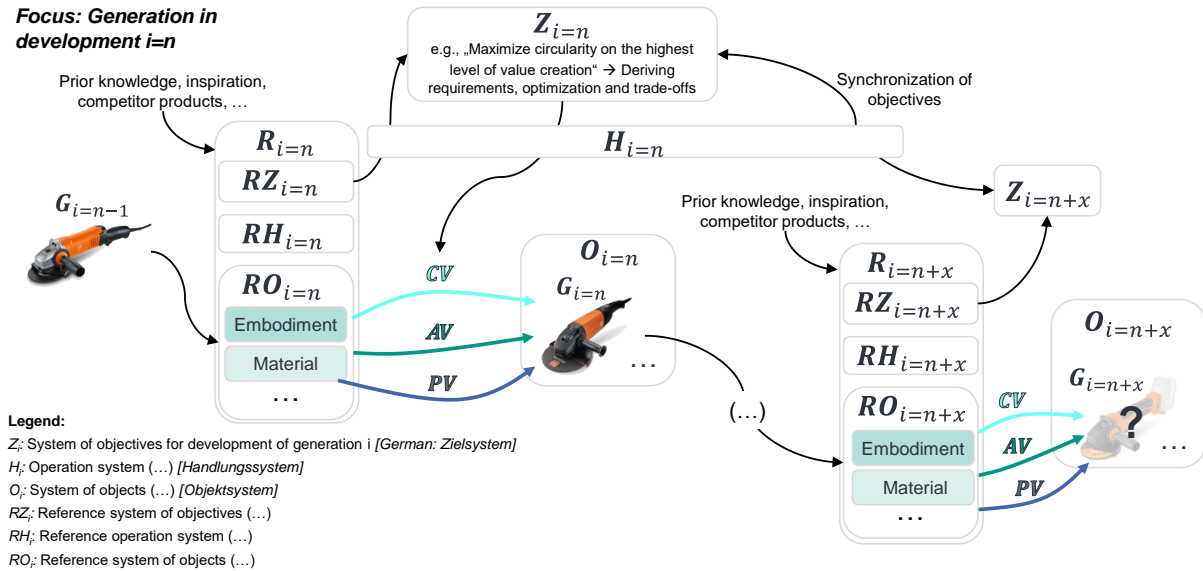 Focus: Generation in
development i=n
Z_{i=n}
e.g., „Maximize circularity on the highest
level of value creation“ → Deriving
requirements, optimization and trade-offs
Prior knowledge, inspiration,
competitor products, …
Synchronization of
objectives
H_{i=n}
R_{i=n}
RZ_{i=n}
RH_{i=n}
RO_{i=n}
Embodiment
Material
...
G_{i=n−1}
CV
AV
PV
O_{i=n}
G_{i=n}
...
(…)
Prior knowledge, inspiration,
competitor products, …
Z_{i=n+x}
R_{i=n+x}
RZ_{i=n+x}
RH_{i=n+x}
RO_{i=n+x}
Embodiment
Material
...
CV
AV
PV
O_{i=n+x}
G_{i=n+x}
?
...
Legend:
Z_i: System of objectives for development of generation i [German: Zielsystem]
H_i: Operation system (…) [Handlungssystem]
O_i: System of objects (…) [Objektsystem]
RZ_i: Reference system of objectives (…)
RH_i: Reference operation system (…)
RO_i: Reference system of objects (…)